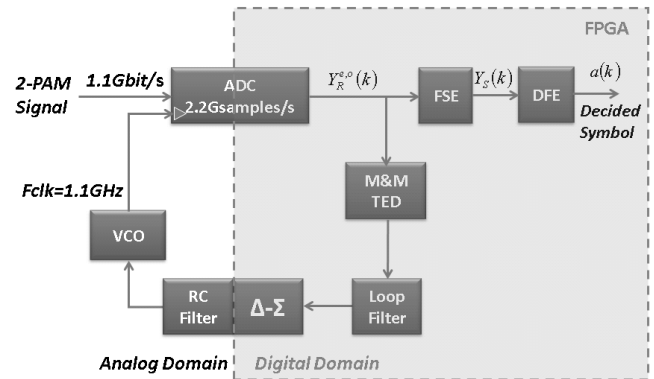 FPGA
2-PAM
Signal
1.1Gbit/s
ADC
2.2Gsamples/s
Y_R^{e,o}(k)
FSE
Y_S(k)
DFE
a(k)
Decided
Symbol
M&M
TED
Fclk=1.1GHz
VCO
RC
Filter
Δ-Σ
Loop
Filter
Analog Domain
Digital Domain